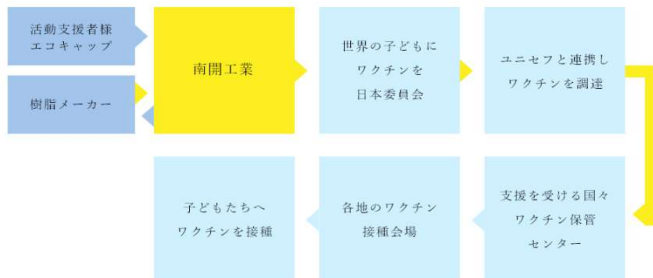 活動支援者様
エコキャップ
樹脂メーカー
南開工業
世界の子どもに
ワクチンを
日本委員会
ユニセフと連携し
ワクチンを調達
支援を受ける国々
ワクチン保管
センター
各地のワクチン
接種会場
子どもたちへ
ワクチンを接種